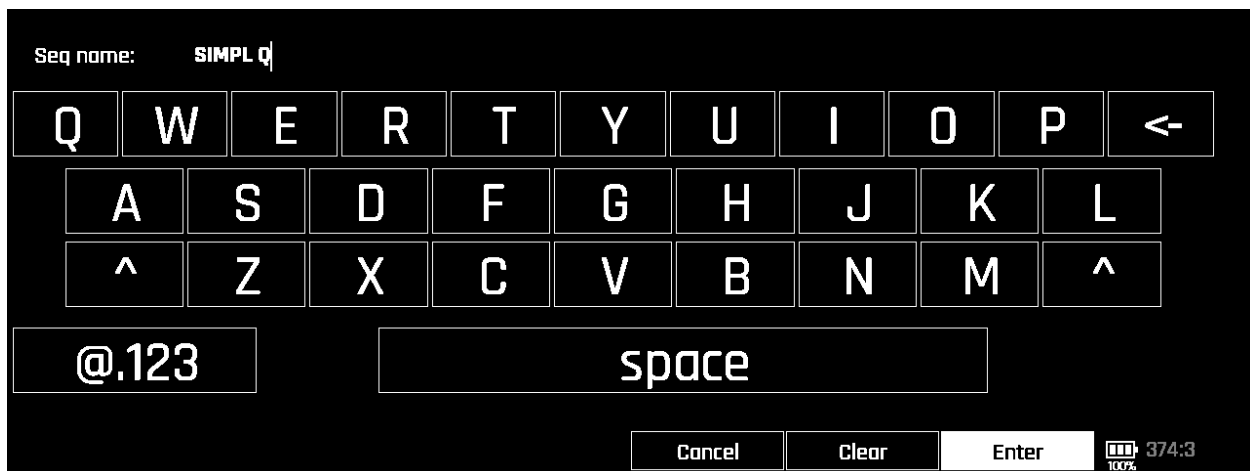 Seq name: SIMPL Q
Q W E R T Y U I O P <-
A S D F G H J K L
^ Z X C V B N M ^
@.123 space
Cancel Clear Enter 100% 374:3